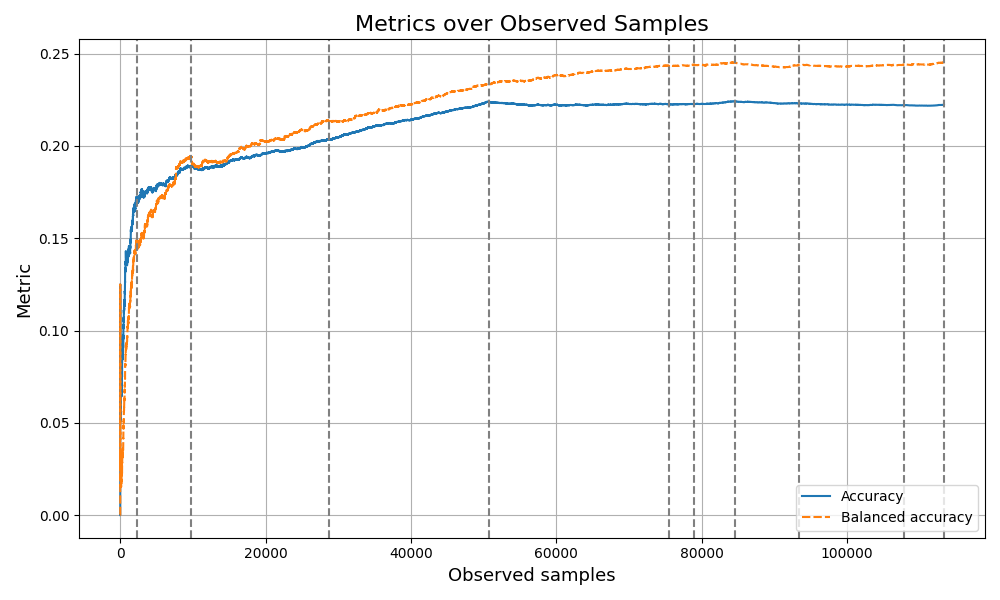 Metrics over Observed Samples
Metric
0.25
0.20
0.15
0.10
0.05
0.00
0
20000
40000
60000
80000
100000
Observed samples
Accuracy
Balanced accuracy